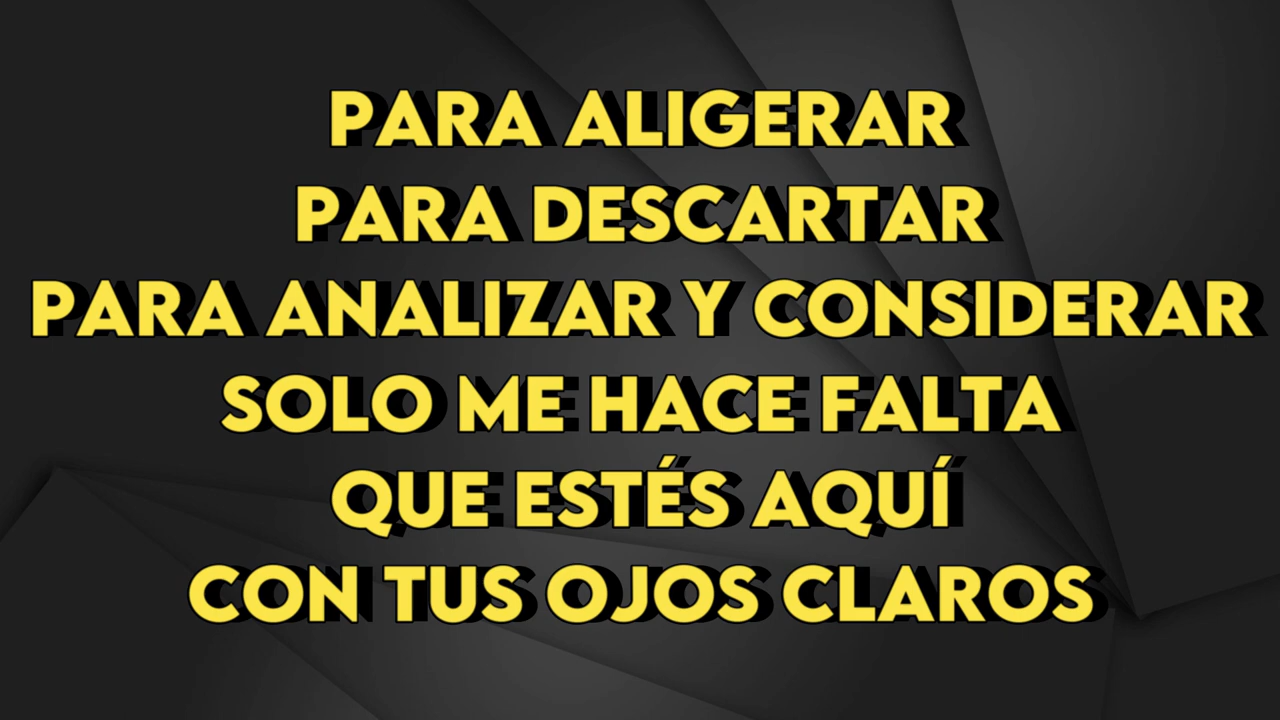 PARA ALIGERAR
PARA DESCARTAR
PARA ANALIZAR Y CONSIDERAR
SOLO ME HACE FALTA
QUE ESTÉS AQUÍ
CON TUS OJOS CLAROS